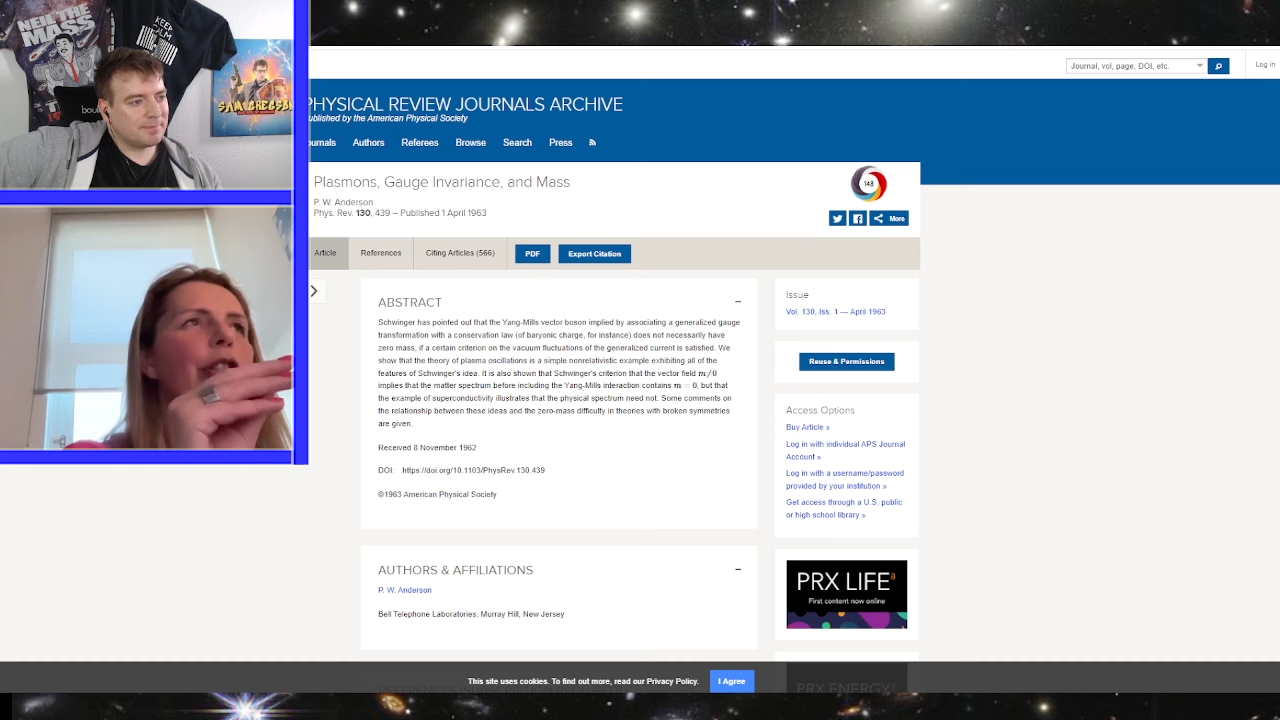 NEIL THE
MASS
KEEP
CALM
SAM GREGSON
Journal, vol, page, DOI, etc.
Log in
PHYSICAL REVIEW JOURNALS ARCHIVE
Published by the American Physical Society
Journals Authors Referees Browse Search Press
Plasmons, Gauge Invariance, and Mass
P. W. Anderson
Phys. Rev. 130, 439 – Published 1 April 1963
148
More
Article References Citing Articles (566) PDF Export Citation
ABSTRACT
Schwinger has pointed out that the Yang-Mills vector boson implied by associating a generalized gauge
transformation with a conservation law (of baryonic charge, for instance) does not necessarily have
zero mass, if a certain criterion on the vacuum fluctuations of the generalized current is satisfied. We
show that the theory of plasma oscillations is a simple nonrelativistic example exhibiting all of the
features of Schwinger's idea. It is also shown that Schwinger's criterion that the vector field m≠0
implies that the matter spectrum before including the Yang-Mills interaction contains m=0, but that
the example of superconductivity illustrates that the physical spectrum need not. Some comments on
the relationship between these ideas and the zero-mass difficulty in theories with broken symmetries
are given.
Received 8 November 1962
DOI: https://doi.org/10.1103/PhysRev.130.439
©1963 American Physical Society
AUTHORS & AFFILIATIONS
P. W. Anderson
Bell Telephone Laboratories, Murray Hill, New Jersey
Issue
Vol. 130, Iss. 1 — April 1963
Reuse & Permissions
Access Options
Buy Article »
Log in with individual APS Journal
Account »
Log in with a username/password
provided by your institution »
Get access through a U.S. public
or high school library »
PRX LIFE
First content now online
PRX ENERGY
This site uses cookies. To find out more, read our Privacy Policy.
I Agree